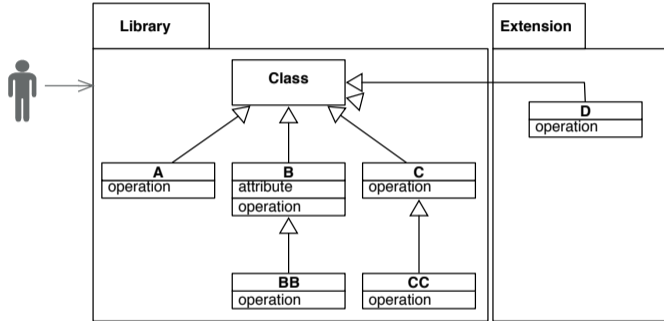 Library
Extension
Class
D
operation
A
operation
B
attribute
operation
C
operation
BB
operation
CC
operation